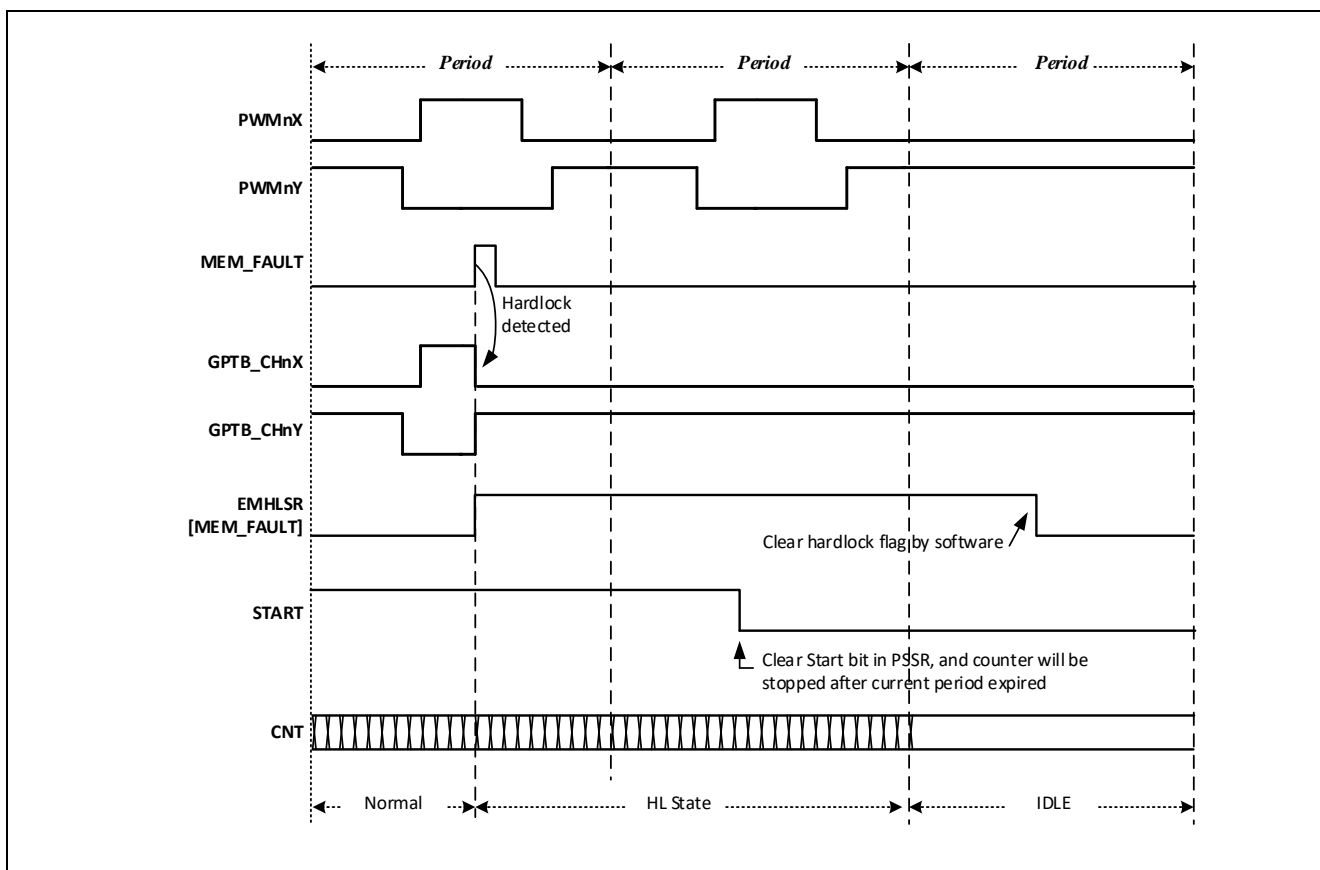 Period Period Period
PWMnX
PWMnY
MEM_FAULT
Hardlock
detected
GPTB_CHnX
GPTB_CHnY
EMHLSR
[MEM_FAULT]
Clear hardlock flag by software
START
Clear Start bit in PSSR, and counter will be
stopped after current period expired
CNT
Normal HL State IDLE